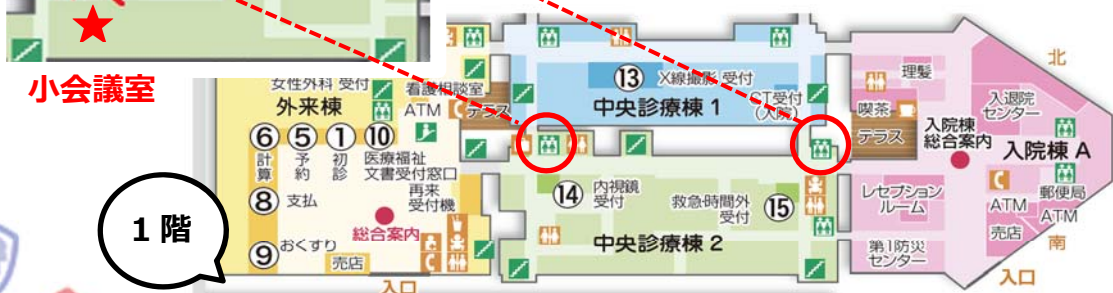 小会議室
1階
女性外科 受付
看護相談室
外来棟
ATM
テラス
⑥ ⑤ ① ⑩
計算
予約
初診
医療福祉
文書受付窓口
⑧ 支払
再来
受付機
総合案内
⑨ おくすり
売店
入口
⑬ X線撮影 受付
中央診療棟 1
CT受付
(入院)
⑭ 内視鏡
受付
救急・時間外
受付 ⑮
中央診療棟 2
理髪
喫茶
テラス
入退院
センター
入院棟
総合案内
入院棟 A
レセプション
ルーム
ATM
郵便局
ATM
売店
第1防災
センター
北
南
入口